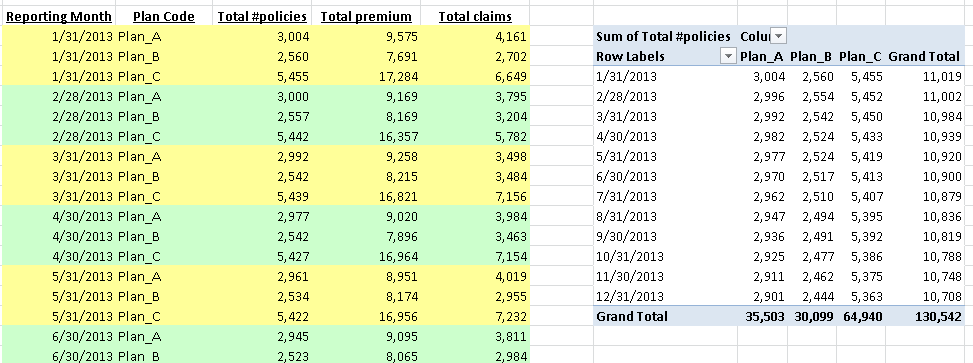 Reporting Month Plan Code Total #policies Total premium Total claims
1/31/2013 Plan_A 3,004 9,575 4,161
1/31/2013 Plan_B 2,560 7,691 2,702
1/31/2013 Plan_C 5,455 17,284 6,649
2/28/2013 Plan_A 3,000 9,169 3,795
2/28/2013 Plan_B 2,557 8,169 3,204
2/28/2013 Plan_C 5,442 16,357 5,782
3/31/2013 Plan_A 2,992 9,258 3,498
3/31/2013 Plan_B 2,542 8,215 3,484
3/31/2013 Plan_C 5,439 16,821 7,156
4/30/2013 Plan_A 2,977 9,020 3,984
4/30/2013 Plan_B 2,542 7,896 3,463
4/30/2013 Plan_C 5,427 16,964 7,154
5/31/2013 Plan_A 2,961 8,951 4,019
5/31/2013 Plan_B 2,534 8,174 2,955
5/31/2013 Plan_C 5,422 16,956 7,232
6/30/2013 Plan_A 2,945 9,095 3,811
6/30/2013 Plan_B 2,523 8,065 2,984
Sum of Total #policies Colu
Row Labels Plan_A Plan_B Plan_C Grand Total
1/31/2013 3,004 2,560 5,455 11,019
2/28/2013 2,996 2,554 5,452 11,002
3/31/2013 2,992 2,542 5,450 10,984
4/30/2013 2,982 2,524 5,433 10,939
5/31/2013 2,977 2,524 5,419 10,920
6/30/2013 2,970 2,517 5,413 10,900
7/31/2013 2,962 2,510 5,407 10,879
8/31/2013 2,947 2,494 5,395 10,836
9/30/2013 2,936 2,491 5,392 10,819
10/31/2013 2,925 2,477 5,386 10,788
11/30/2013 2,911 2,462 5,375 10,748
12/31/2013 2,901 2,444 5,363 10,708
Grand Total 35,503 30,099 64,940 130,542